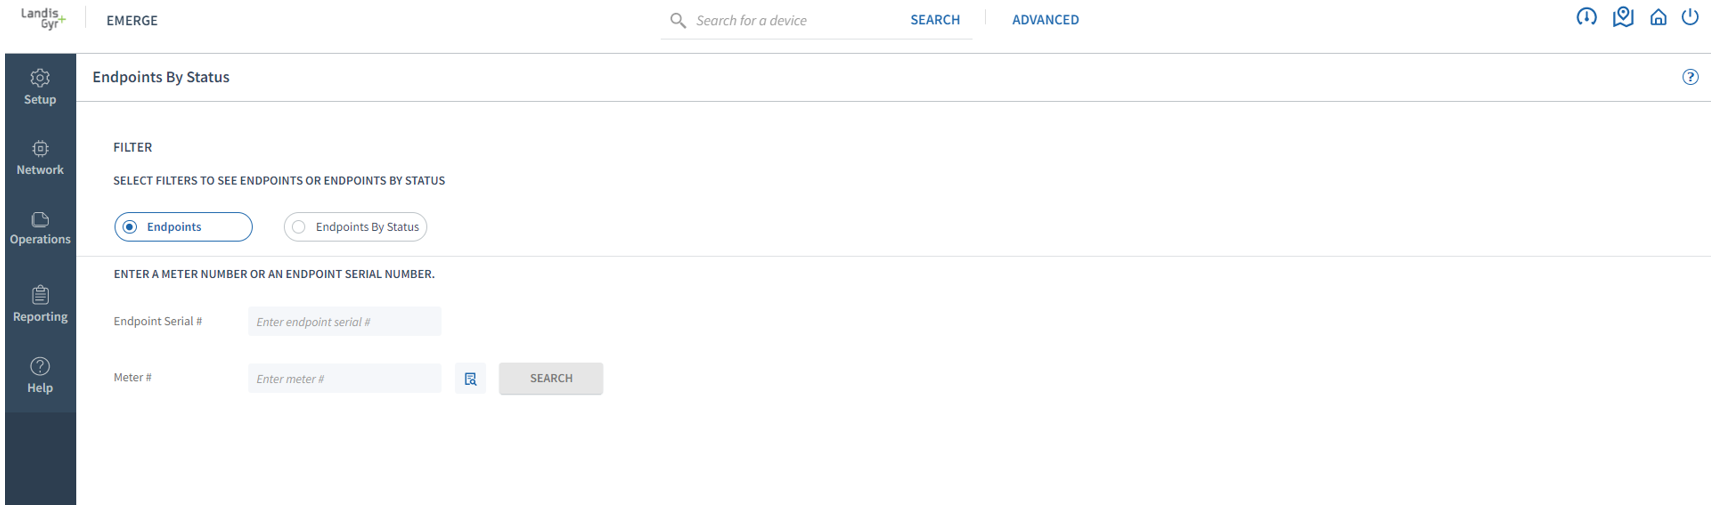 Landis
Gyr+
EMERGE
Search for a device
SEARCH
ADVANCED
Endpoints By Status
?
Setup
Network
Operations
Reporting
?
Help
FILTER
SELECT FILTERS TO SEE ENDPOINTS OR ENDPOINTS BY STATUS
Endpoints
Endpoints By Status
ENTER A METER NUMBER OR AN ENDPOINT SERIAL NUMBER.
Endpoint Serial #
Enter endpoint serial #
Meter #
Enter meter #
SEARCH